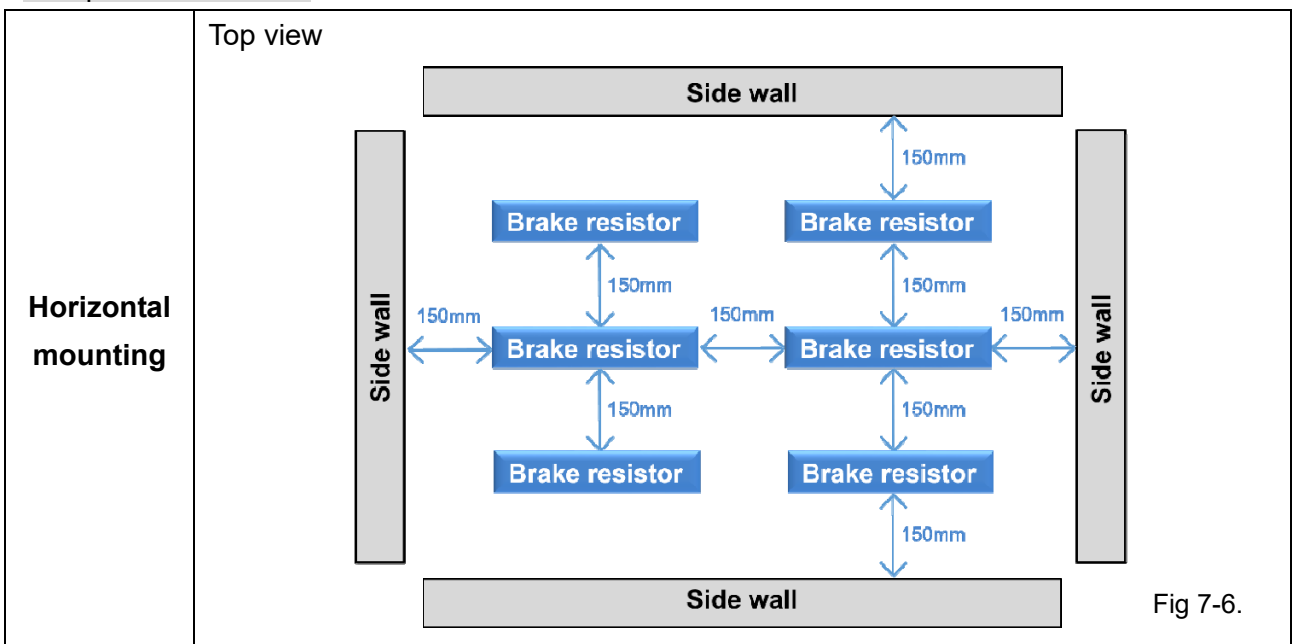 Top view
Side wall
150mm
Brake resistor
Brake resistor
150mm
150mm
Horizontal
mounting
Side wall
150mm
150mm
150mm
Side wall
Brake resistor
Brake resistor
150mm
150mm
Brake resistor
Brake resistor
150mm
Side wall
Fig 7-6.